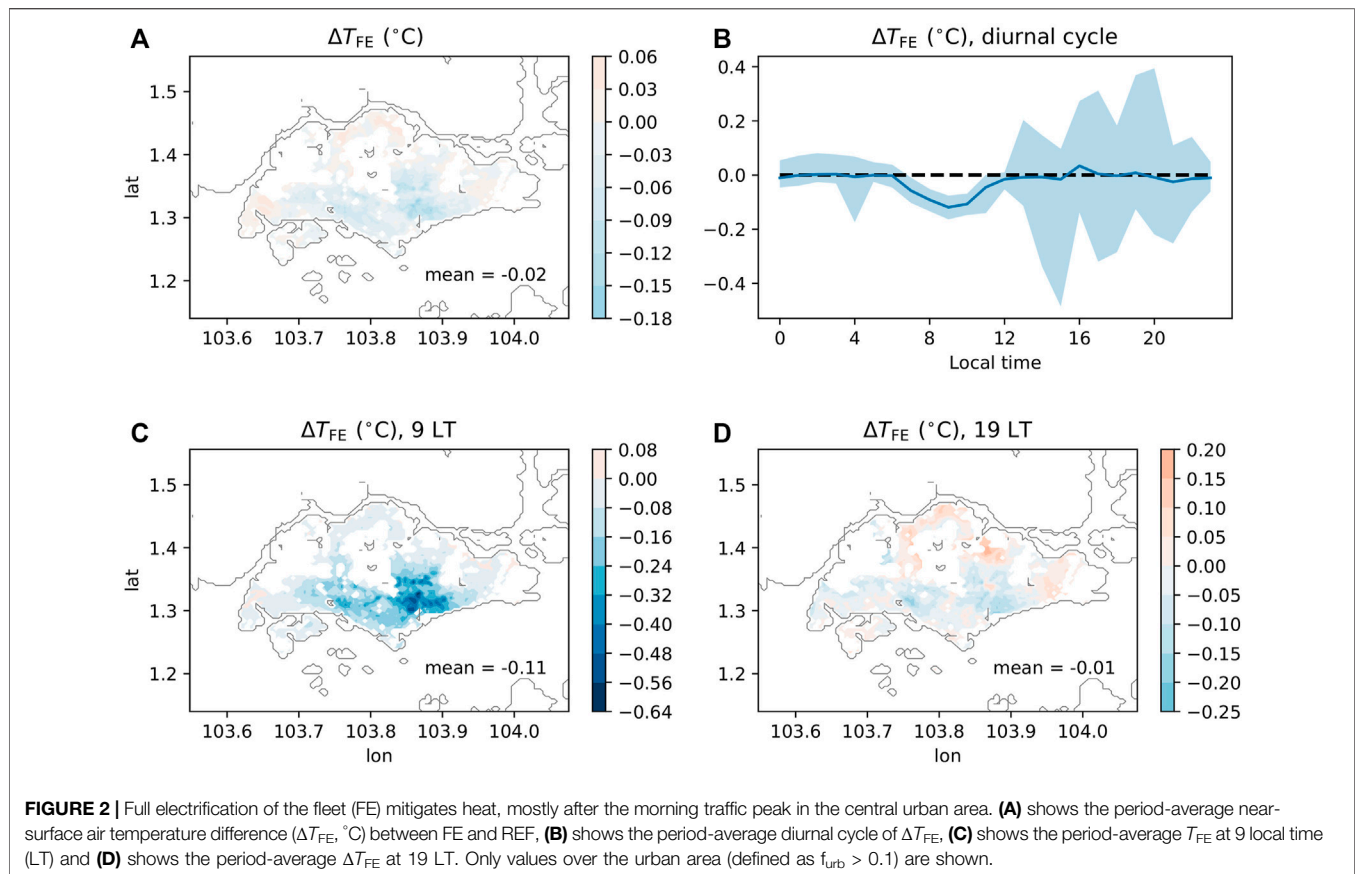 A
ΔT_FE (°C)
0.06
0.03
0.00
−0.03
−0.06
−0.09
−0.12
−0.15
−0.18
1.5
1.4
1.3
1.2
lat
mean = -0.02
103.6 103.7 103.8 103.9 104.0
B
ΔT_FE (°C), diurnal cycle
0.4
0.2
0.0
−0.2
−0.4
0 4 8 12 16 20
Local time
C
ΔT_FE (°C), 9 LT
0.08
0.00
−0.08
−0.16
−0.24
−0.32
−0.40
−0.48
−0.56
−0.64
1.5
1.4
1.3
1.2
lat
mean = -0.11
103.6 103.7 103.8 103.9 104.0
lon
D
ΔT_FE (°C), 19 LT
0.20
0.15
0.10
0.05
0.00
−0.05
−0.10
−0.15
−0.20
−0.25
1.5
1.4
1.3
1.2
mean = -0.01
103.6 103.7 103.8 103.9 104.0
lon
FIGURE 2 | Full electrification of the fleet (FE) mitigates heat, mostly after the morning traffic peak in the central urban area. (A) shows the period-average near-
surface air temperature difference (ΔT_FE, °C) between FE and REF, (B) shows the period-average diurnal cycle of ΔT_FE, (C) shows the period-average T_FE at 9 local time
(LT) and (D) shows the period-average ΔT_FE at 19 LT. Only values over the urban area (defined as f_urb > 0.1) are shown.